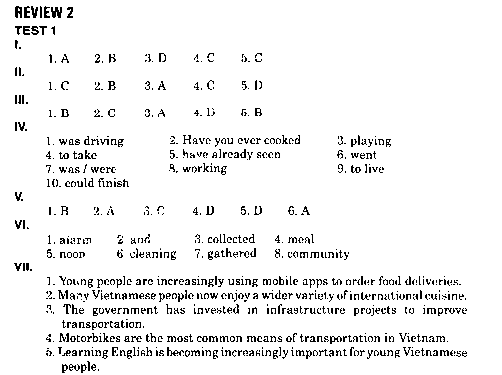 REVIEW 2
TEST 1
I.
1. A 2. B 3. D 4. C 5. C
II.
1. C 2. B 3. A 4. C 5. D
III.
1. B 2. C 3. A 4. D 5. B
IV.
1. was driving 2. Have you ever cooked 3. playing
4. to take 5. have already seen 6. went
7. was / were 8. working 9. to live
10. could finish
V.
1. B 2. A 3. C 4. D 5. D 6. A
VI.
1. alarm 2 and 3. collected 4. meal
5. noon 6 cleaning 7. gathered 8. community
VII.
1. Young people are increasingly using mobile apps to order food deliveries.
2. Many Vietnamese people now enjoy a wider variety of international cuisine.
3. The government has invested in infrastructure projects to improve
transportation.
4. Motorbikes are the most common means of transportation in Vietnam.
5. Learning English is becoming increasingly important for young Vietnamese
people.